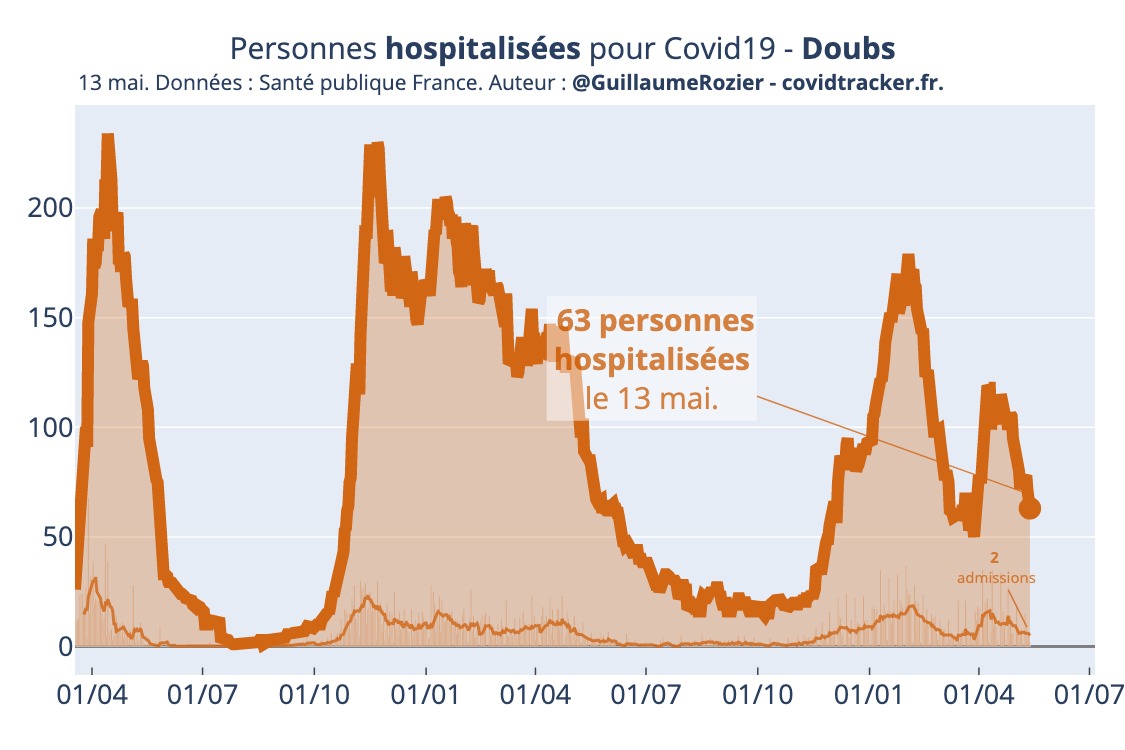 Personnes hospitalisées pour Covid19 - Doubs
13 mai. Données : Santé publique France. Auteur : @GuillaumeRozier - covidtracker.fr.
200
150
100
50
0
63 personnes
hospitalisées
le 13 mai.
2
admissions
01/04 01/07 01/10 01/01 01/04 01/07 01/10 01/01 01/04 01/07